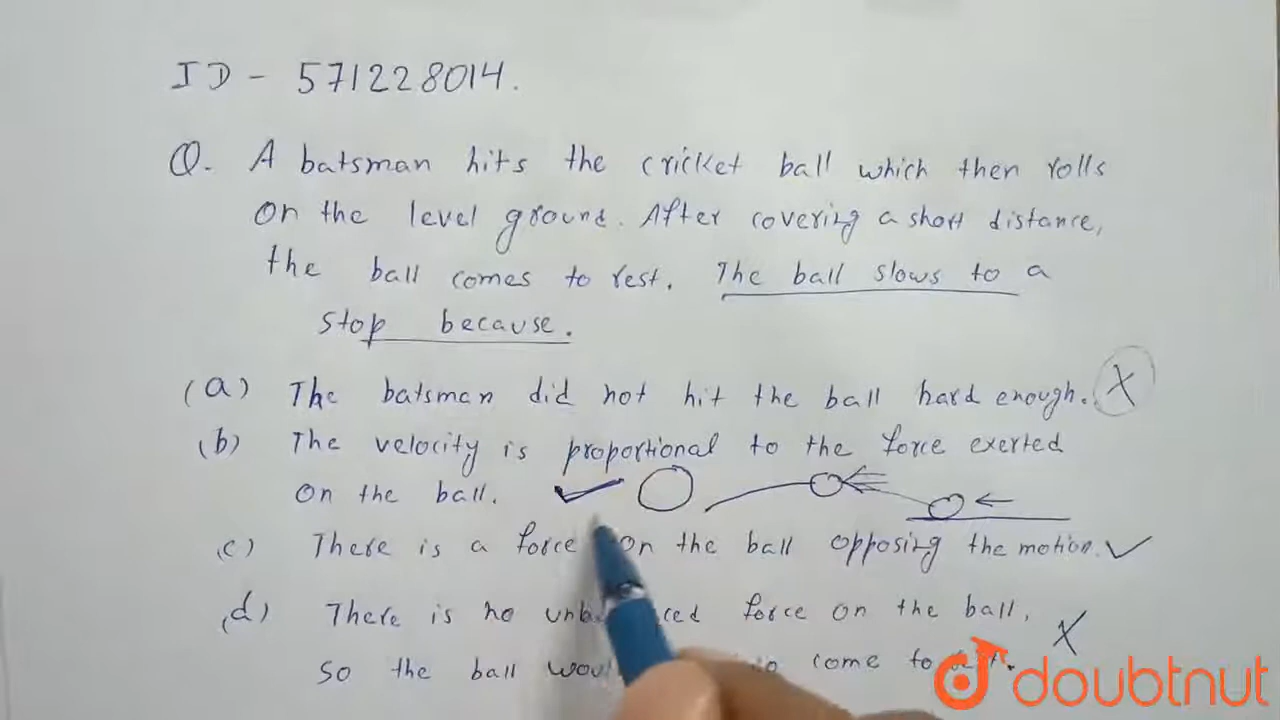 ID - 571228014.
Q. A batsman hits the cricket ball which then rolls
on the level ground. After covering a short distance,
the ball comes to rest. The ball slows to a
stop because.
(a) The batsman did not hit the ball hard enough. X
(b) The velocity is proportional to the force exerted
on the ball.
(c) There is a force on the ball opposing the motion.
(d) There is no force on the ball, X
So the ball come to
doubtnut